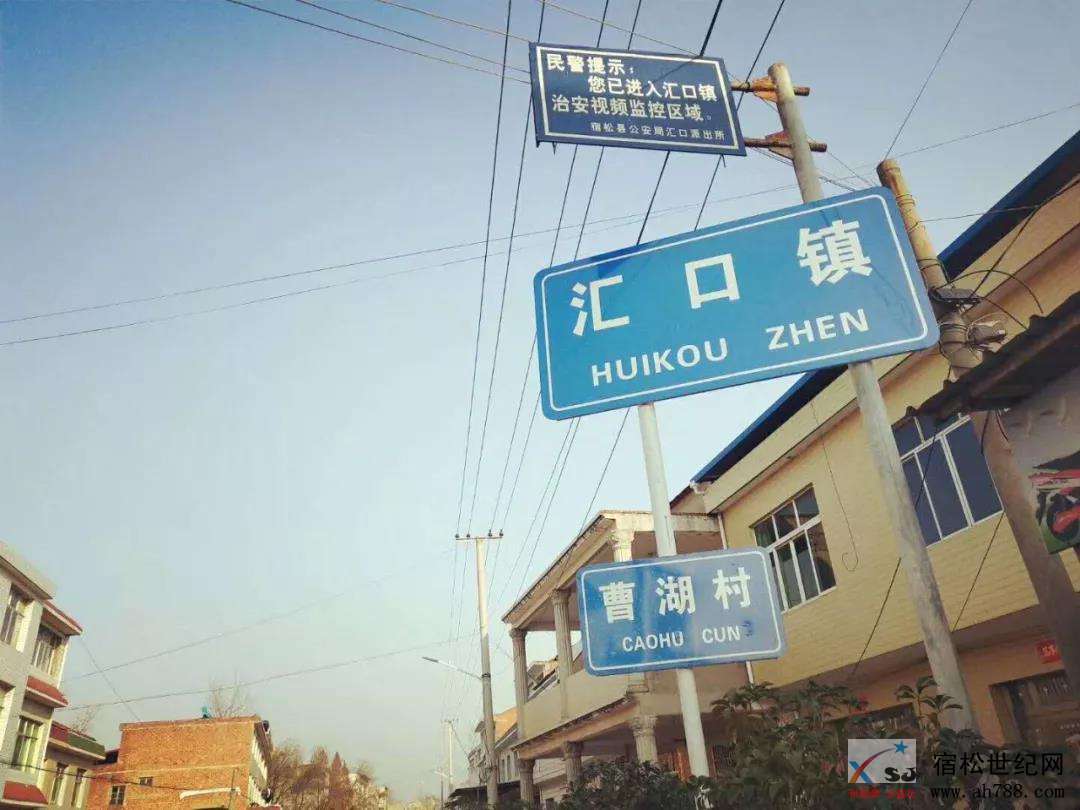 民警提示:
您已进入汇口镇
治安视频监控区域。
宿松县公安局汇口派出所
汇口镇
HUIKOU ZHEN
曹湖村
CAOHU CUN
SJ
宿松世纪网
www.ah788.com